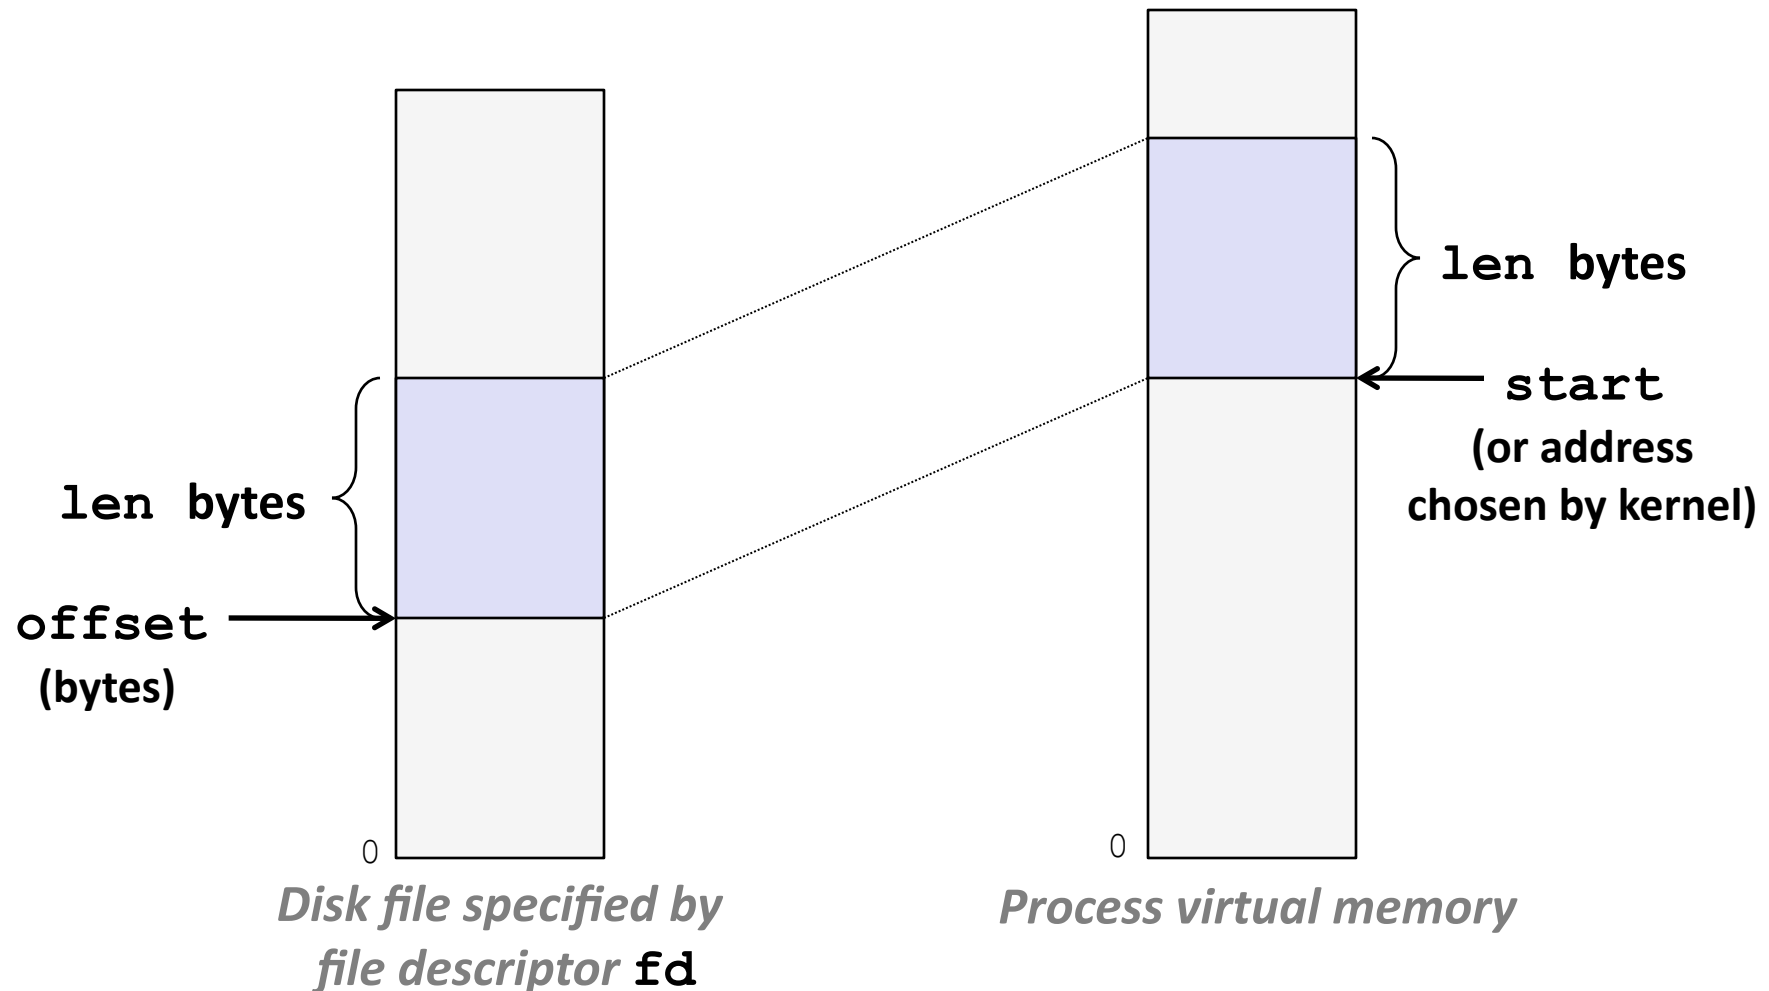 len bytes
start
(or address
chosen by kernel)
len bytes
offset
(bytes)
0
0
Disk file specified by
file descriptor fd
Process virtual memory